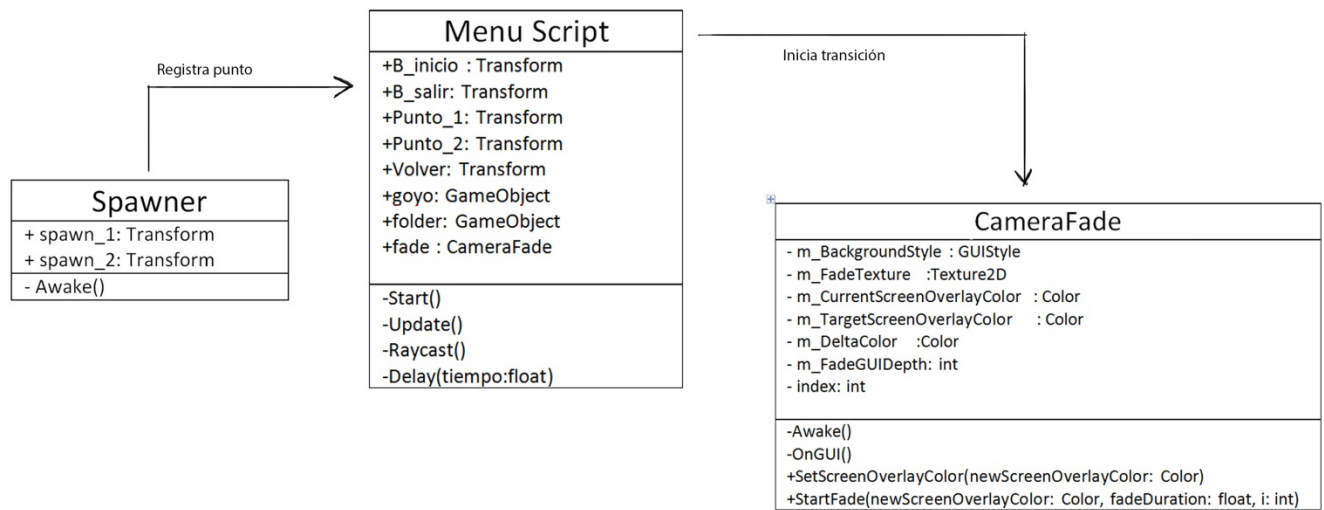 Registra punto
Spawner
+ spawn_1: Transform
+ spawn_2: Transform
- Awake()
Menu Script
+B_inicio : Transform
+B_salir: Transform
+Punto_1: Transform
+Punto_2: Transform
+Volver: Transform
+goyo: GameObject
+folder: GameObject
+fade : CameraFade
-Start()
-Update()
-Raycast()
-Delay(tiempo:float)
Inicia transición
CameraFade
- m_BackgroundStyle : GUIStyle
- m_FadeTexture :Texture2D
- m_CurrentScreenOverlayColor : Color
- m_TargetScreenOverlayColor : Color
- m_DeltaColor :Color
- m_FadeGUIDepth: int
- index: int
-Awake()
-OnGUI()
+SetScreenOverlayColor(newScreenOverlayColor: Color)
+StartFade(newScreenOverlayColor: Color, fadeDuration: float, i: int)